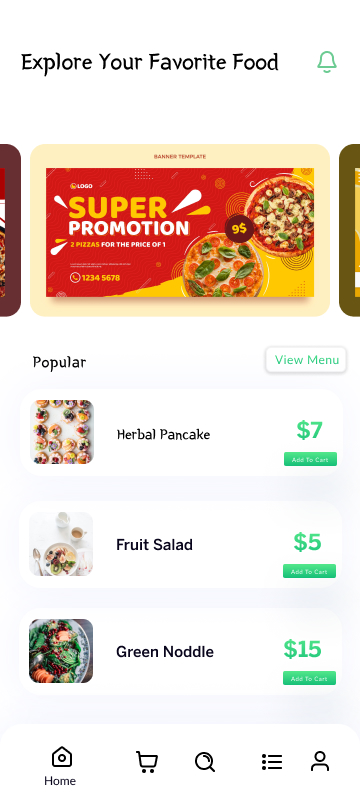 Explore Your Favorite Food
BANNER TEMPLATE
LOGO
SUPER
PROMOTION
2 PIZZAS FOR THE PRICE OF 1
9$
1234 5678
Popular
View Menu
Herbal Pancake
$7
Add To Cart
Fruit Salad
$5
Add To Cart
Green Noddle
$15
Add To Cart
Home